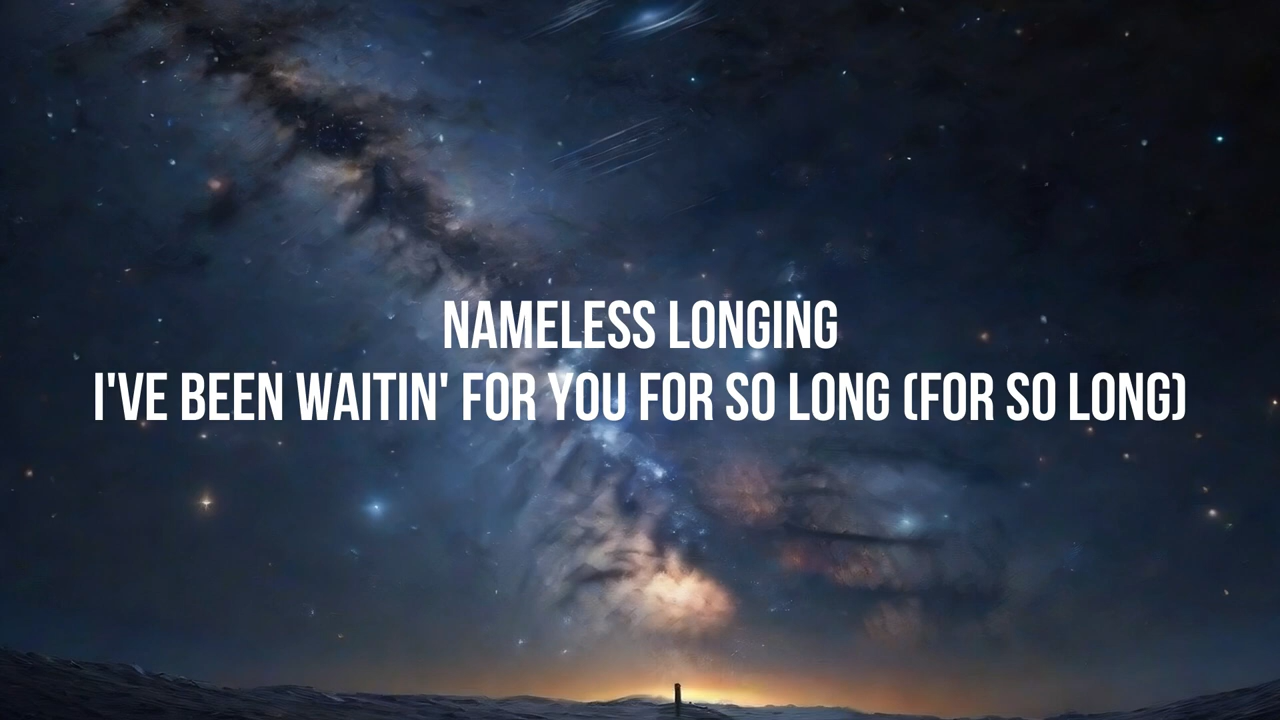 NAMELESS LONGING
I'VE BEEN WAITIN' FOR YOU FOR SO LONG (FOR SO LONG)